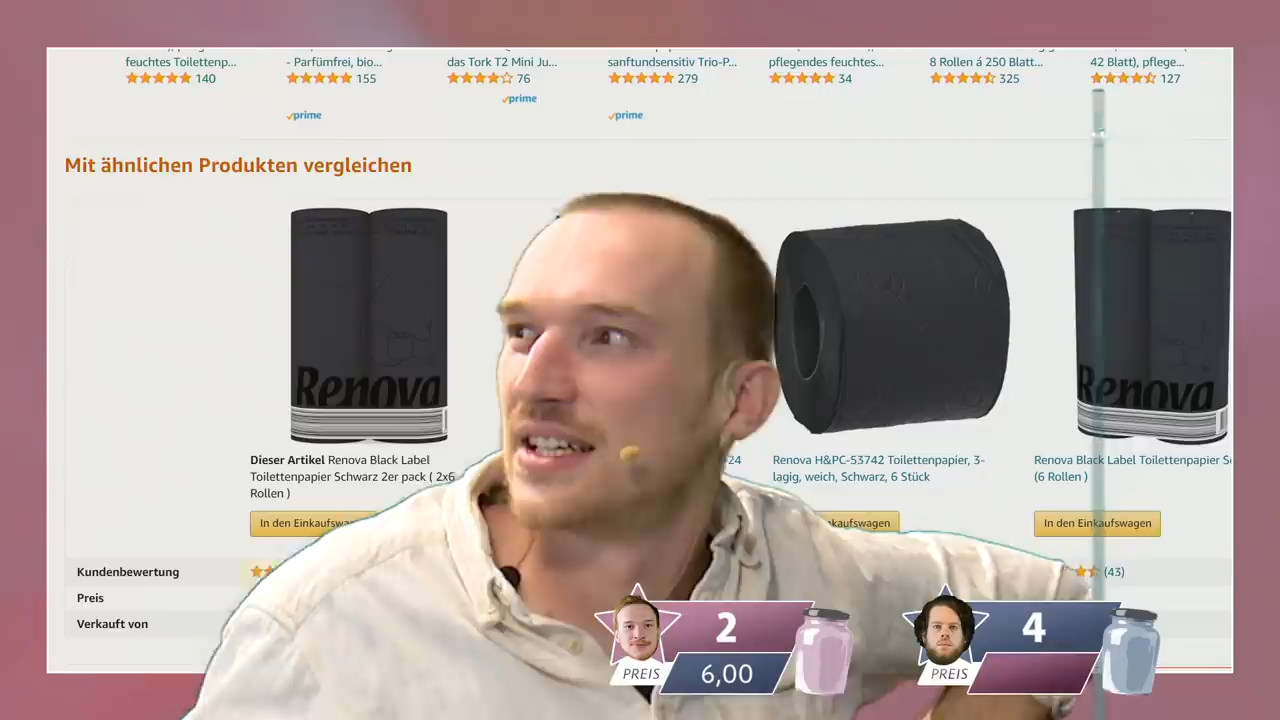 feuchtes Toilettenp...
- Parfümfrei, bio...
das Tork T2 Mini Ju...
sanftundsensitiv Trio-P...
pflegendes feuchtes...
8 Rollen á 250 Blatt...
42 Blatt), pflege...
140
155
76
279
34
325
127
prime
prime
prime
Mit ähnlichen Produkten vergleichen
Renova
Renova
Dieser Artikel Renova Black Label
Toilettenpapier Schwarz 2er pack ( 2x6
Rollen )
24
Renova H&PC-53742 Toilettenpapier, 3-
lagig, weich, Schwarz, 6 Stück
Renova Black Label Toilettenpapier
(6 Rollen )
In den
In den Einkaufswagen
Kundenbewertung
(43)
Preis
Verkauft von
2
PREIS
6,00
4
PREIS